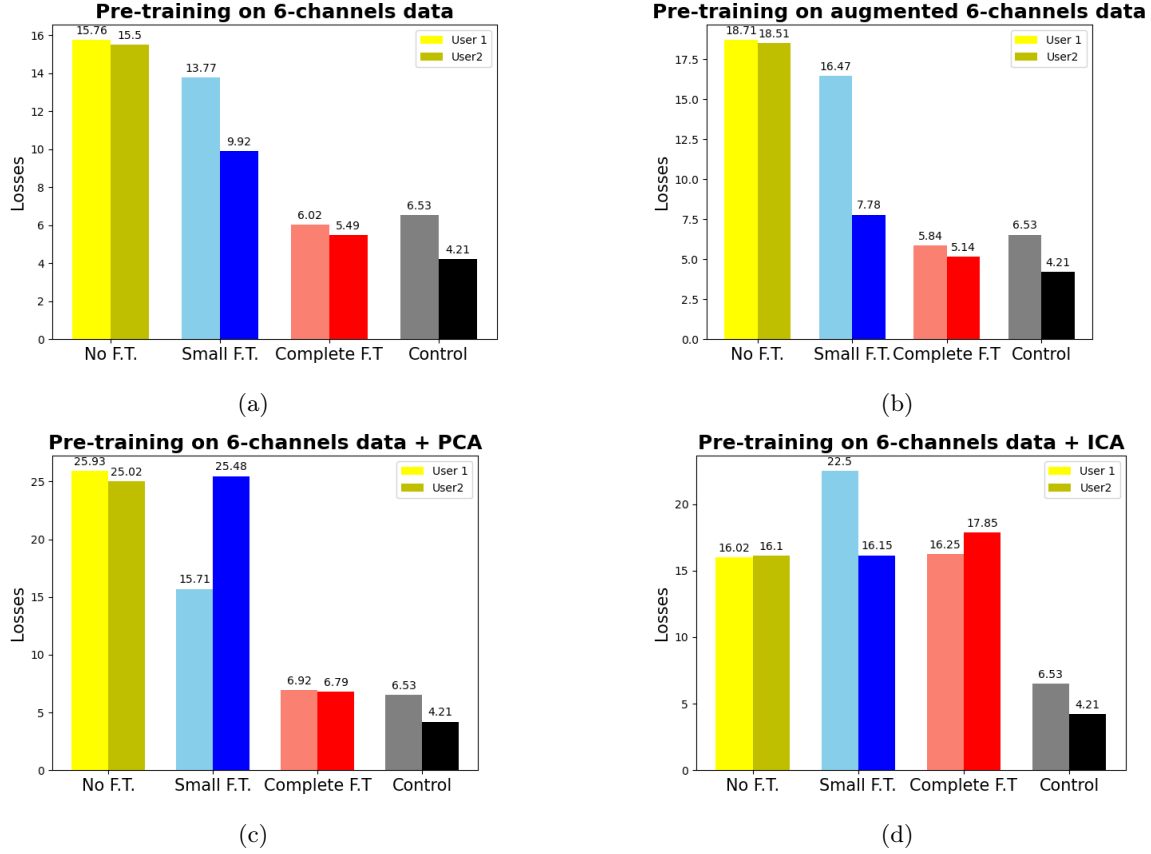 Pre-training on 6-channels data
Losses
16
14
12
10
8
6
4
2
0
15.76
15.5
13.77
9.92
6.02
5.49
6.53
4.21
User 1
User2
No F.T.
Small F.T.
Complete F.T
Control
(a)
Pre-training on augmented 6-channels data
Losses
17.5
15.0
12.5
10.0
7.5
5.0
2.5
0.0
18.71
18.51
16.47
7.78
5.84
5.14
6.53
4.21
User 1
User2
No F.T.
Small F.T.
Complete F.T
Control
(b)
Pre-training on 6-channels data + PCA
Losses
25
20
15
10
5
0
25.93
25.02
15.71
25.48
6.92
6.79
6.53
4.21
User 1
User2
No F.T.
Small F.T.
Complete F.T
Control
(c)
Pre-training on 6-channels data + ICA
Losses
20
15
10
5
0
16.02
16.1
22.5
16.15
16.25
17.85
6.53
4.21
User 1
User2
No F.T.
Small F.T.
Complete F.T
Control
(d)